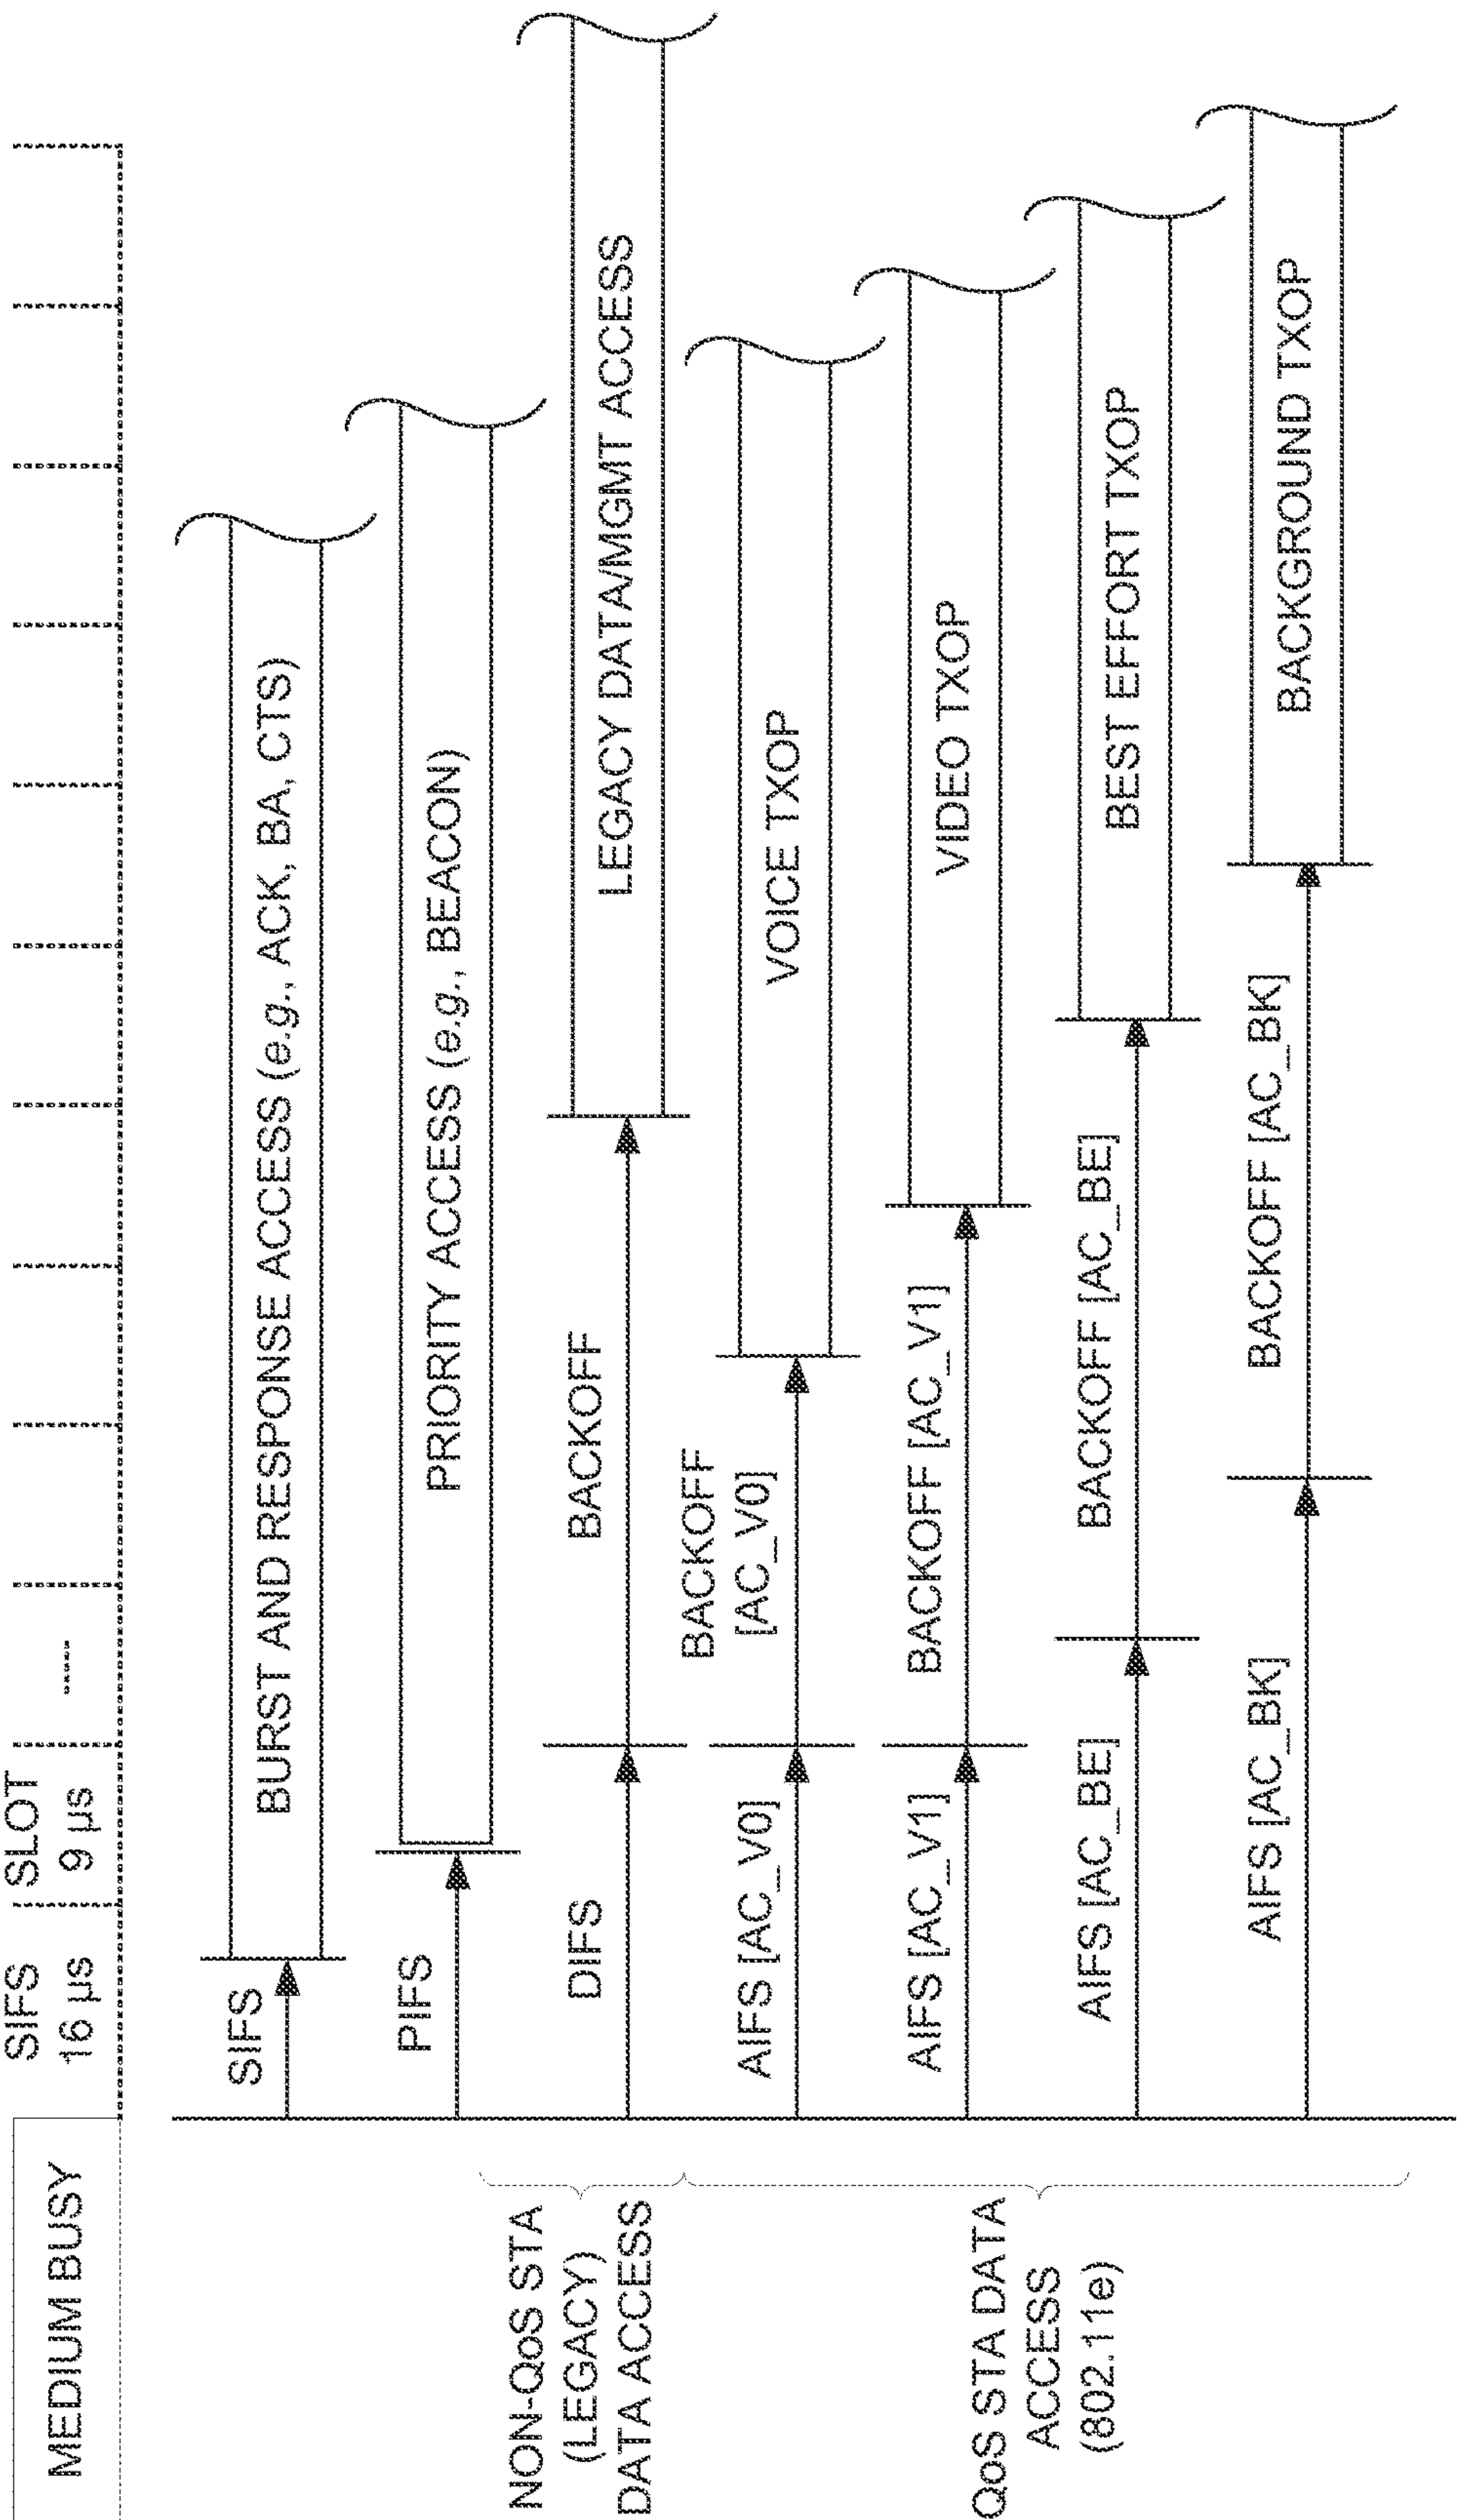 MEDIUM BUSY
SIFS
16 µs
SLOT
9 µs
SIFS
BURST AND RESPONSE ACCESS (e.g., ACK, BA, CTS)
PIFS
PRIORITY ACCESS (e.g., BEACON)
NON-QoS STA
(LEGACY)
DATA ACCESS
DIFS
BACKOFF
LEGACY DATA/MGMT ACCESS
QoS STA DATA
ACCESS
(802.11e)
AIFS [AC_V0]
BACKOFF
[AC_V0]
VOICE TXOP
AIFS [AC_V1]
BACKOFF [AC_V1]
VIDEO TXOP
AIFS [AC_BE]
BACKOFF [AC_BE]
BEST EFFORT TXOP
AIFS [AC_BK]
BACKOFF [AC_BK]
BACKGROUND TXOP